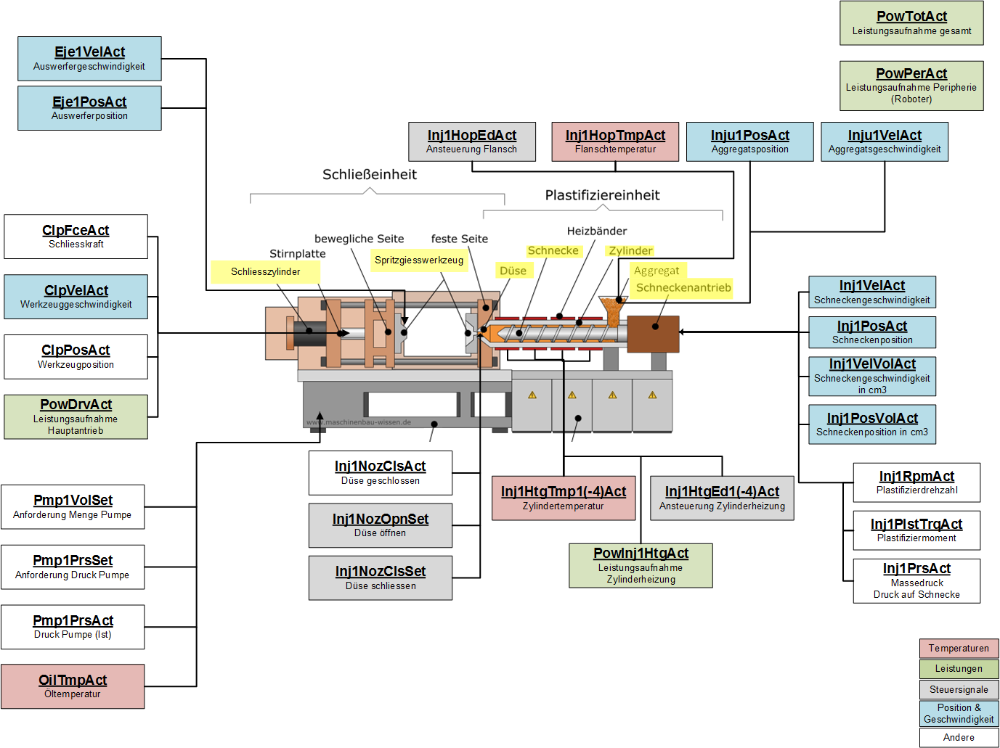 PowTotAct
Leistungsaufnahme gesamt
PowPerAct
Leistungsaufnahme Peripherie
(Roboter)
Eje1VelAct
Auswerfergeschwindigkeit
Eje1PosAct
Auswerferposition
Inj1HopEdAct
Ansteuerung Flansch
Inj1HopTmpAct
Flanschtemperatur
Inju1PosAct
Aggregatsposition
Inju1VelAct
Aggregatsgeschwindigkeit
Schließeinheit
Plastifiziereinheit
Heizbänder
bewegliche Seite
feste Seite
Stirnplatte
Spritzgiesswerkzeug
Schnecke
Zylinder
Schliesszylinder
Düse
Aggregat
Schneckenantrieb
ClpFceAct
Schliesskraft
ClpVelAct
Werkzeuggeschwindigkeit
ClpPosAct
Werkzeugposition
PowDrvAct
Leistungsaufnahme
Hauptantrieb
Inj1VelAct
Schneckengeschwindigkeit
Inj1PosAct
Schneckenposition
Inj1VelVolAct
Schneckengeschwindigkeit
in cm3
Inj1PosVolAct
Schneckenposition in cm3
www.maschinenbau-wissen.de
Inj1NozClsAct
Düse geschlossen
Inj1NozOpnSet
Düse öffnen
Inj1NozClsSet
Düse schliessen
Inj1HtgTmp1(-4)Act
Zylindertemperatur
Inj1HtgEd1(-4)Act
Ansteuerung Zylinderheizung
PowInj1HtgAct
Leistungsaufnahme
Zylinderheizung
Inj1RpmAct
Plastifizierdrehzahl
Inj1PlstTrqAct
Plastifiziermoment
Inj1PrsAct
Massedruck
Druck auf Schnecke
Pmp1VolSet
Anforderung Menge Pumpe
Pmp1PrsSet
Anforderung Druck Pumpe
Pmp1PrsAct
Druck Pumpe (Ist)
OilTmpAct
Öltemperatur
Temperaturen
Leistungen
Steuersignale
Position &
Geschwindigkeit
Andere